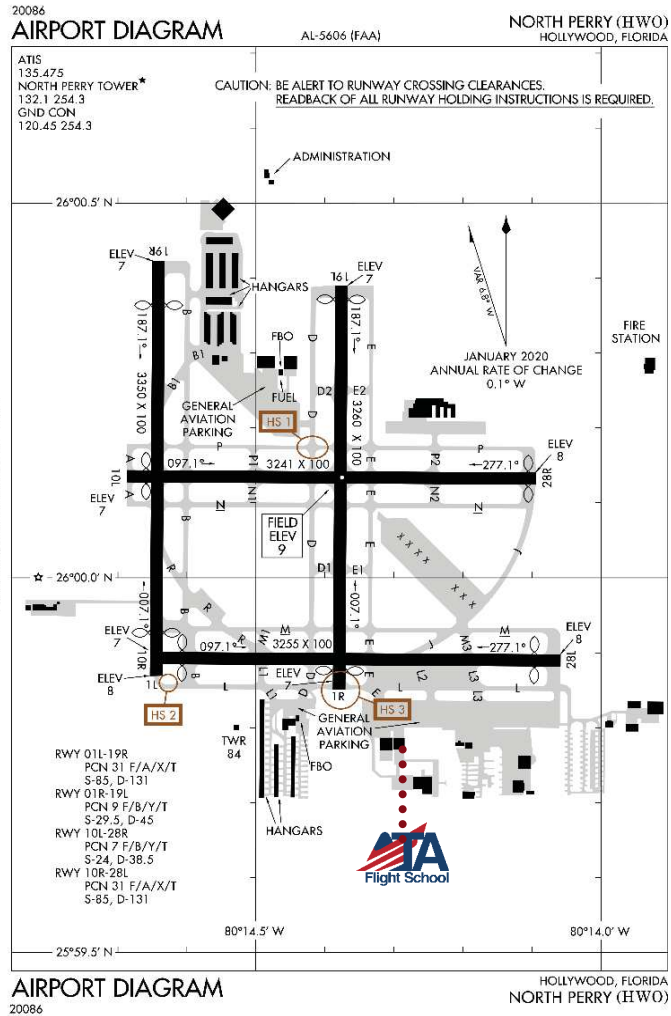 20086
AIRPORT DIAGRAM
AL-5606 (FAA)
NORTH PERRY (HWO)
HOLLYWOOD, FLORIDA
ATIS
135.475
NORTH PERRY TOWER★
132.1 254.3
GND CON
120.45 254.3
CAUTION: BE ALERT TO RUNWAY CROSSING CLEARANCES.
READBACK OF ALL RUNWAY HOLDING INSTRUCTIONS IS REQUIRED.
ADMINISTRATION
26°00.5' N
19R
ELEV
7
HANGARS
19L
ELEV
7
VAR 6.8° W
JANUARY 2020
ANNUAL RATE OF CHANGE
0.1° W
FIRE
STATION
187.1°
3350 X 100
B
B1
B1
FBO
FUEL
GENERAL
AVIATION
PARKING
HS 1
187.1°
3260 X 100
D
E
D2
E2
D
A
A
10L
097.1°
3241 X 100
277.1°
28R
ELEV
8
ELEV
7
P
P1
P
P2
N
N1
N2
N
E
FIELD
ELEV
9
B
D
E
D1
E1
X X X X
X X X
J
R
R
R
26°00.0' N
007.1°
007.1°
B
ELEV
7
10R
097.1°
3255 X 100
277.1°
28L
ELEV
8
M
M1
E
J
M3
M
ELEV
8
1L
HS 2
B
L
L1
L1
ELEV
7
D
1R
E
E
L
L2
L3
L3
HS 3
GENERAL
AVIATION
PARKING
TWR
84
FBO
HANGARS
RWY 01L-19R
PCN 31 F/A/X/T
S-85, D-131
RWY 01R-19L
PCN 9 F/B/Y/T
S-29.5, D-45
RWY 10L-28R
PCN 7 F/B/Y/T
S-24, D-38.5
RWY 10R-28L
PCN 31 F/A/X/T
S-85, D-131
ATA
Flight School
80°14.5' W
80°14.0' W
25°59.5' N
AIRPORT DIAGRAM
20086
HOLLYWOOD, FLORIDA
NORTH PERRY (HWO)